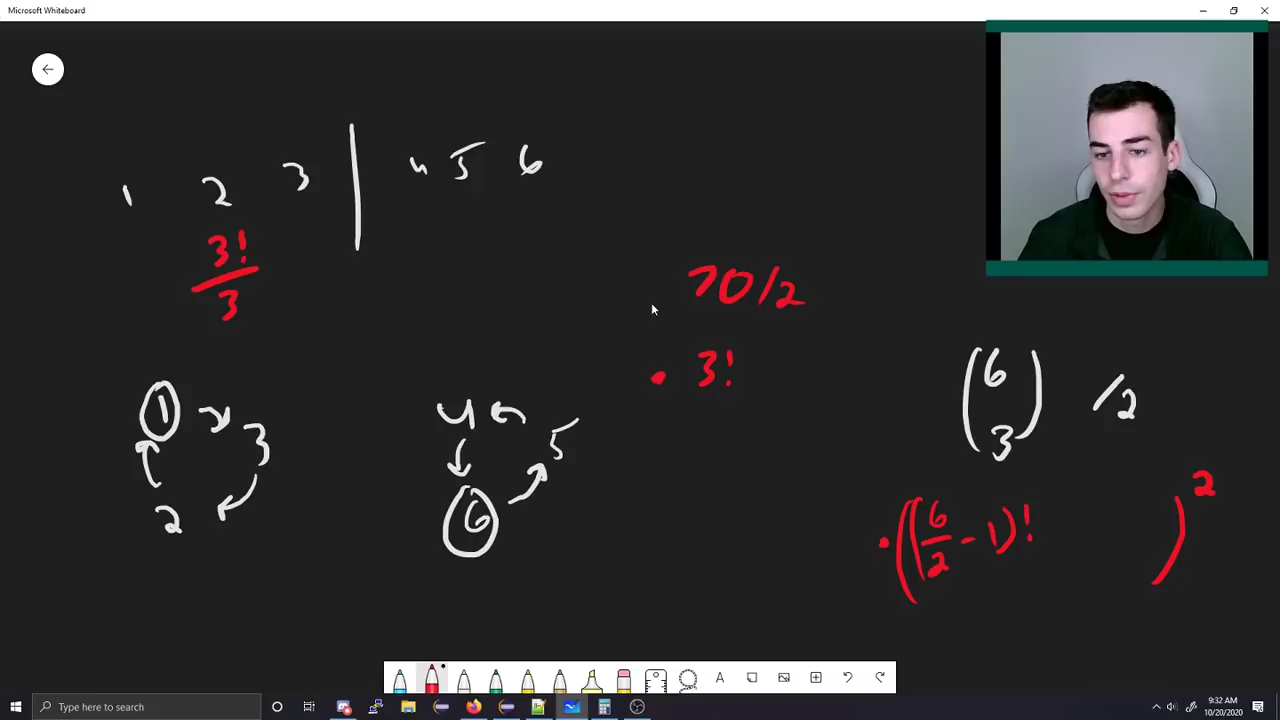 Microsoft Whiteboard
1 2 3 | 4 5 6
3!
3
70/2
3!
1 3 2
4 5 6
(6
3) /2
• ((6/2 - 1)!)²
Type here to search
9:32 AM
10/20/2020